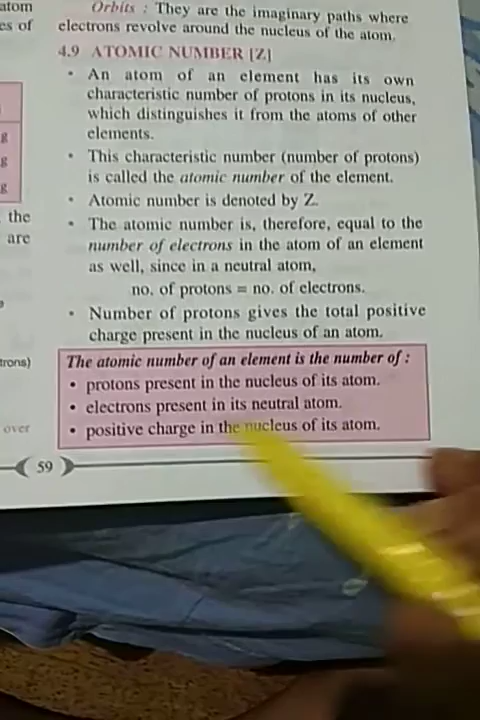 atom
es of
Orbits : They are the imaginary paths where
electrons revolve around the nucleus of the atom.
4.9 ATOMIC NUMBER [Z]
• An atom of an element has its own
characteristic number of protons in its nucleus,
which distinguishes it from the atoms of other
elements.
• This characteristic number (number of protons)
is called the atomic number of the element.
• Atomic number is denoted by Z.
• The atomic number is, therefore, equal to the
number of electrons in the atom of an element
as well, since in a neutral atom,
no. of protons = no. of electrons.
• Number of protons gives the total positive
charge present in the nucleus of an atom.
The atomic number of an element is the number of :
• protons present in the nucleus of its atom.
• electrons present in its neutral atom.
• positive charge in the nucleus of its atom.
59
g
g
g
the
are
trons)
over